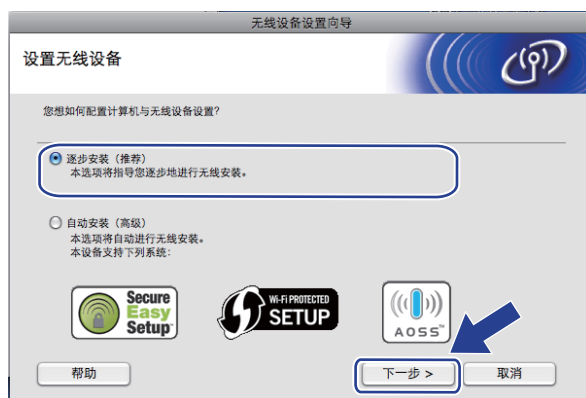 无线设备设置向导
设置无线设备
您想如何配置计算机与无线设备设置?
逐步安装（推荐）
本选项将指导您逐步地进行无线安装。
自动安装（高级）
本选项将自动进行无线安装。
本设备支持下列系统:
Secure
Easy
Setup™
Wi-Fi PROTECTED
SETUP
AOSS™
帮助
下一步 >
取消